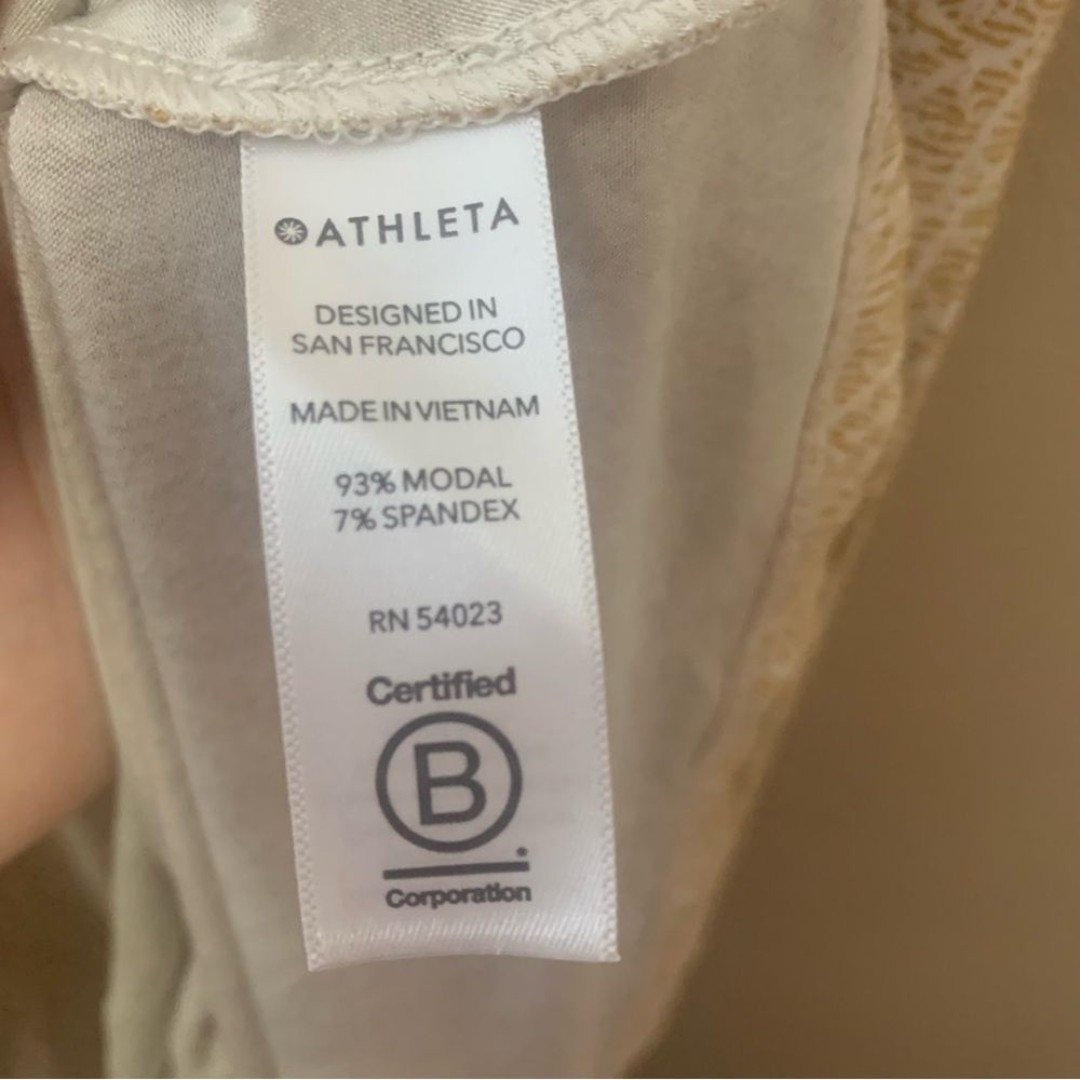 ATHLETA
DESIGNED IN
SAN FRANCISCO
MADE IN VIETNAM
93% MODAL
7% SPANDEX
RN 54023
Certified
B
Corporation